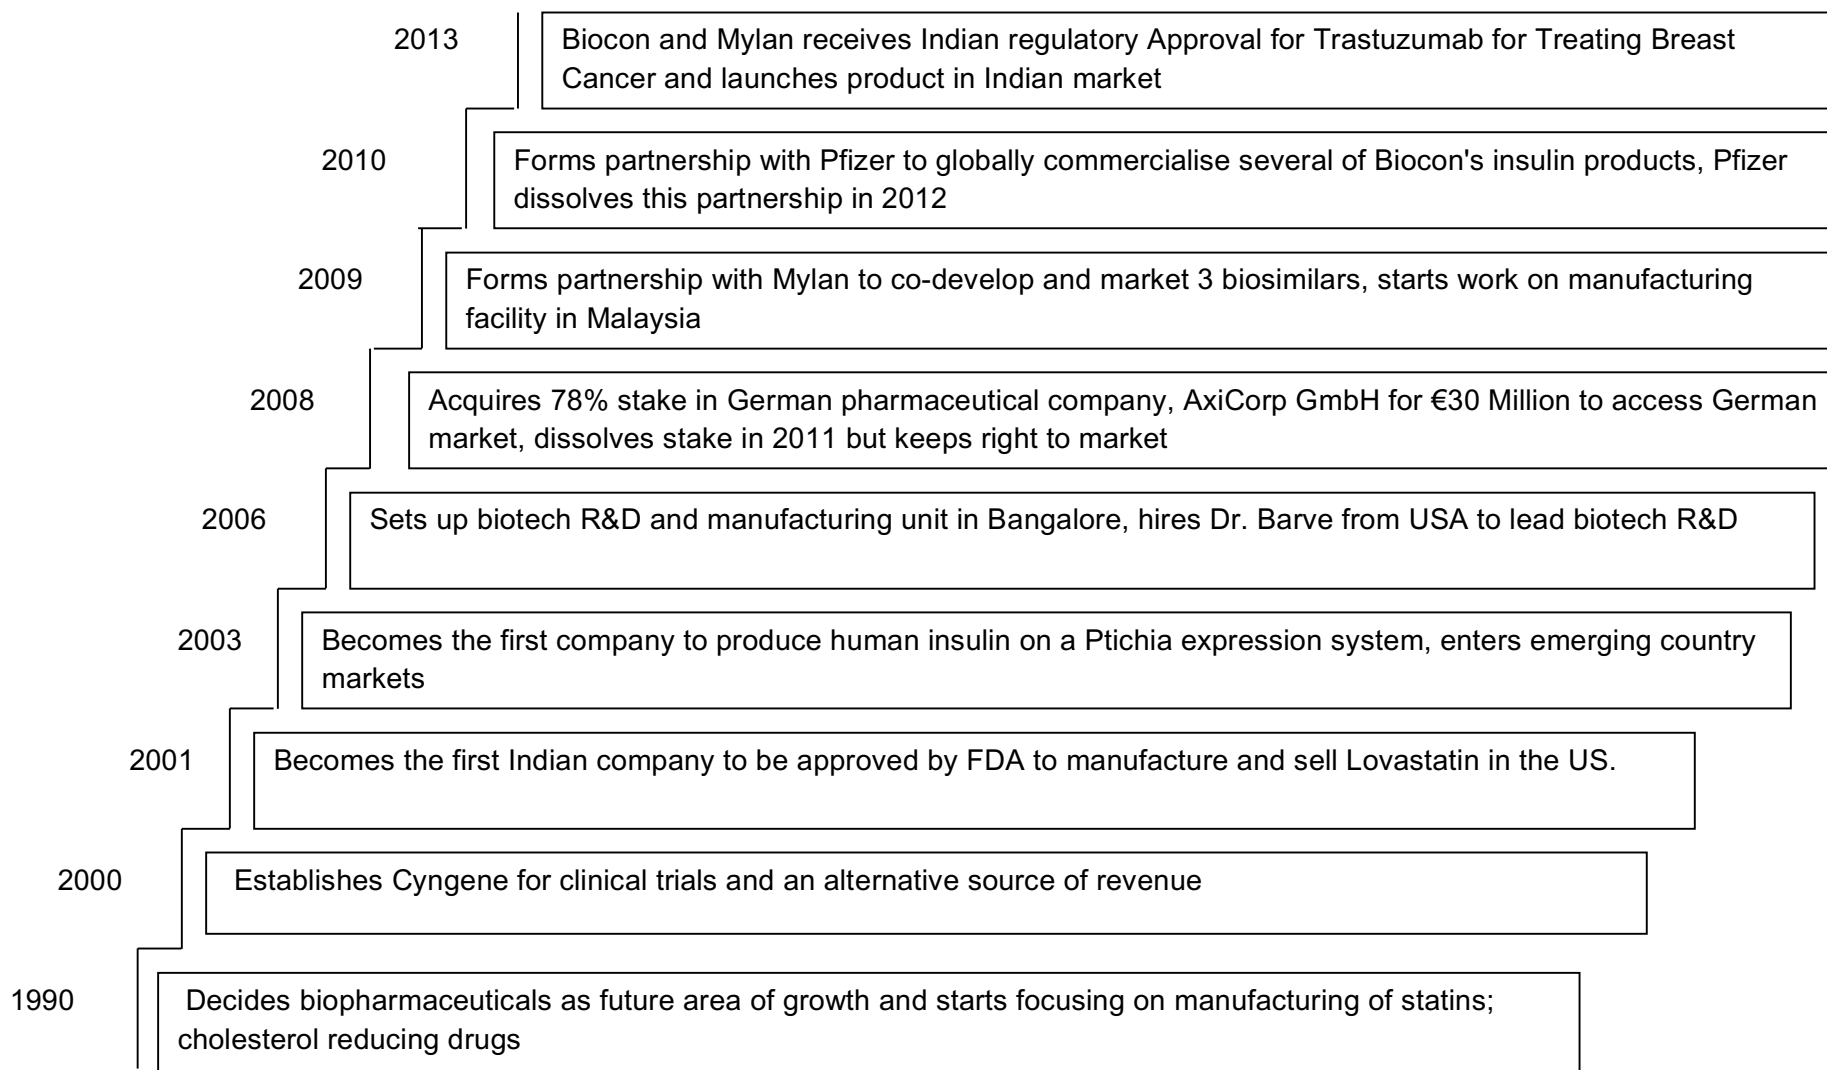 2013
Biocon and Mylan receives Indian regulatory Approval for Trastuzumab for Treating Breast
Cancer and launches product in Indian market
2010
Forms partnership with Pfizer to globally commercialise several of Biocon's insulin products, Pfizer
dissolves this partnership in 2012
2009
Forms partnership with Mylan to co-develop and market 3 biosimilars, starts work on manufacturing
facility in Malaysia
2008
Acquires 78% stake in German pharmaceutical company, AxiCorp GmbH for €30 Million to access German
market, dissolves stake in 2011 but keeps right to market
2006
Sets up biotech R&D and manufacturing unit in Bangalore, hires Dr. Barve from USA to lead biotech R&D
2003
Becomes the first company to produce human insulin on a Ptichia expression system, enters emerging country
markets
2001
Becomes the first Indian company to be approved by FDA to manufacture and sell Lovastatin in the US.
2000
Establishes Cyngene for clinical trials and an alternative source of revenue
1990
Decides biopharmaceuticals as future area of growth and starts focusing on manufacturing of statins;
cholesterol reducing drugs